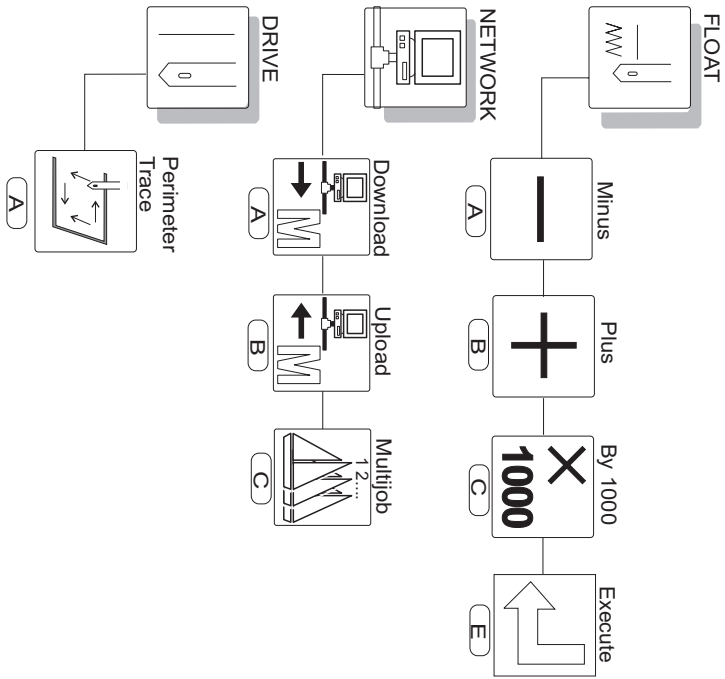 FLOAT
Minus
A
Plus
B
By 1000
1000
C
Execute
E
NETWORK
Download
M
A
Upload
M
B
Multijob
1 2....
C
DRIVE
Perimeter
Trace
A